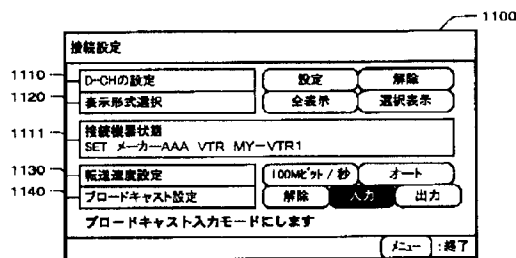 1100
接続設定
1110 D-CHの設定 設定 解除
1120 表示形式選択 全表示 選択表示
1111 接続機器状態
SET メーカーAAA VTR MY-VTR1
1130 転送速度設定 100Mビット/秒 オート
1140 ブロードキャスト設定 解除 入力 出力
ブロードキャスト入力モードにします
メニュー :終了